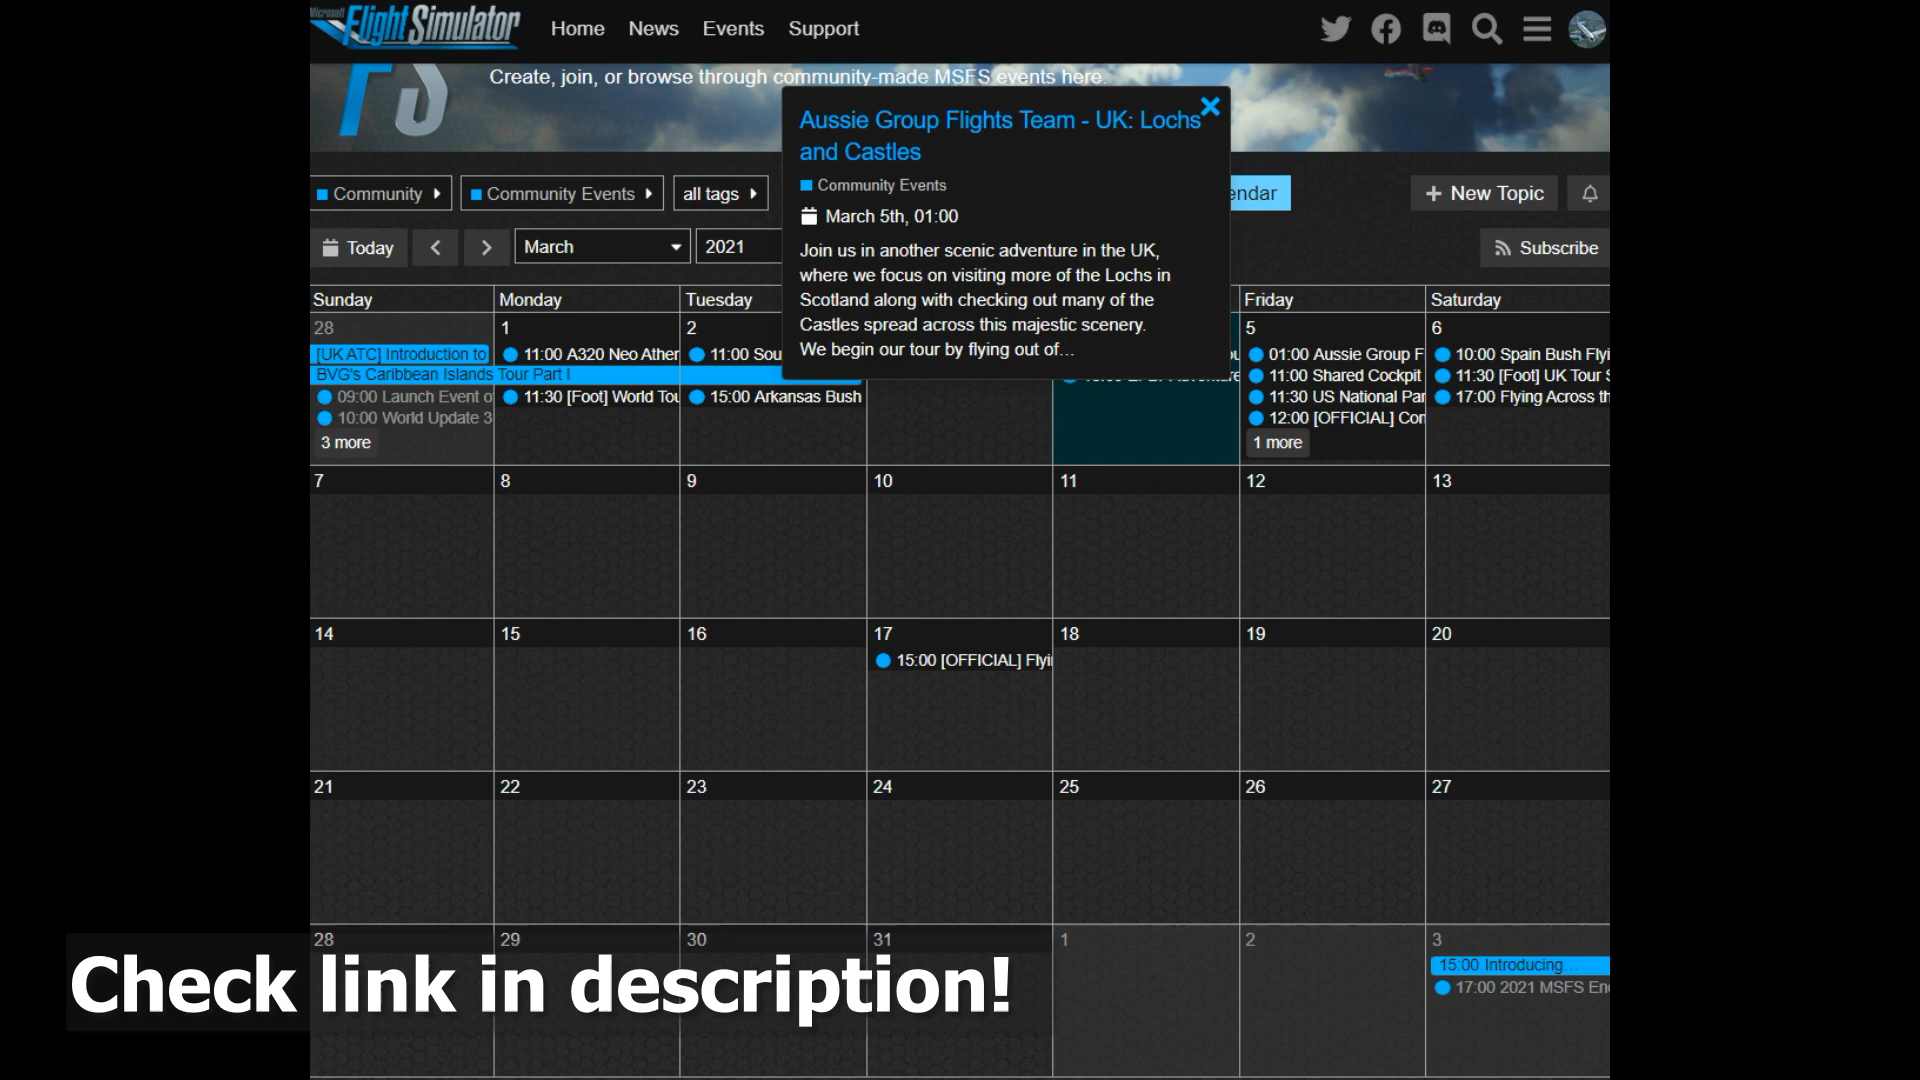 Microsoft
Flight Simulator
Home News Events Support
FS
Create, join, or browse through community-made MSFS events here.
Aussie Group Flights Team - UK: Lochs
and Castles
Community Events
March 5th, 01:00
Join us in another scenic adventure in the UK,
where we focus on visiting more of the Lochs in
Scotland along with checking out many of the
Castles spread across this majestic scenery.
We begin our tour by flying out of...
Community Community Events all tags endar + New Topic
Today March 2021 Subscribe
Sunday Monday Tuesday Friday Saturday
28 1 2 5 6
[UK ATC] Introduction to 11:00 A320 Neo Ather 11:00 Sou 01:00 Aussie Group F 10:00 Spain Bush Flyi
BVG's Caribbean Islands Tour Part I 11:00 Shared Cockpit 11:30 [Foot] UK Tour S
09:00 Launch Event o 11:30 [Foot] World Tou 15:00 Arkansas Bush 11:30 US National Par 17:00 Flying Across th
10:00 World Update 3 12:00 [OFFICIAL] Con
3 more 1 more
7 8 9 10 11 12 13
14 15 16 17 18 19 20
15:00 [OFFICIAL] Flyi
21 22 23 24 25 26 27
28 29 30 31 1 2 3
15:00 Introducing...
17:00 2021 MSFS En
Check link in description!